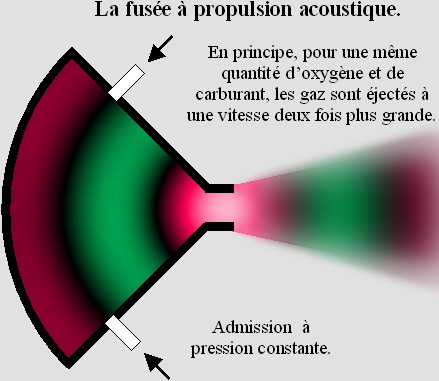 La fusée à propulsion acoustique.
En principe, pour une même
quantité d'oxygène et de
carburant, les gaz sont éjectés à
une vitesse deux fois plus grande.
Admission à
pression constante.